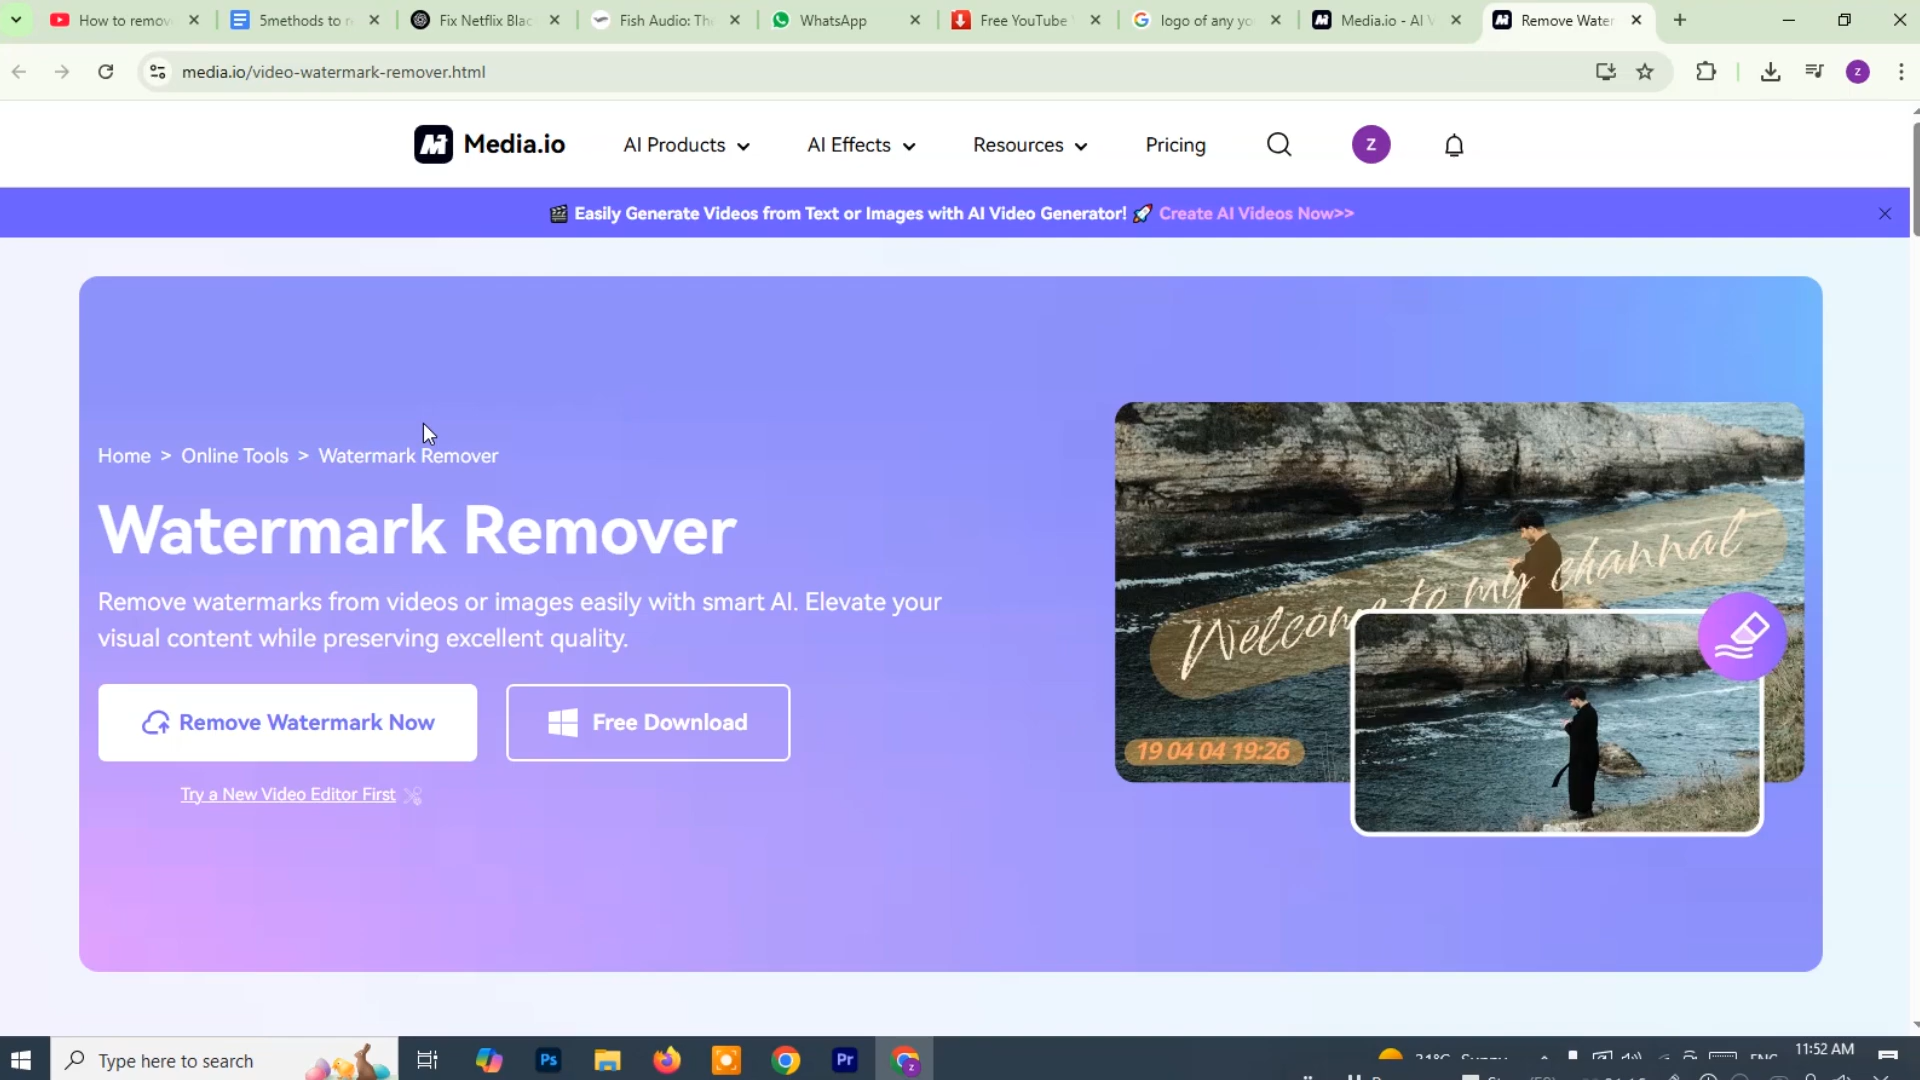 How to remov
5methods to r
Fix Netflix Blac
Fish Audio: Th
WhatsApp
Free YouTube
logo of any yo
Media.io - AI V
Remove Water
media.io/video-watermark-remover.html
z
Media.io
AI Products
AI Effects
Resources
Pricing
Z
Easily Generate Videos from Text or Images with AI Video Generator! 🚀 Create AI Videos Now>>
Home > Online Tools > Watermark Remover
Watermark Remover
Remove watermarks from videos or images easily with smart AI. Elevate your
visual content while preserving excellent quality.
Remove Watermark Now
Free Download
Try a New Video Editor First
Welcome to my channal
19 04 04 19:26
Type here to search
Ps
Pr
z
11:52 AM